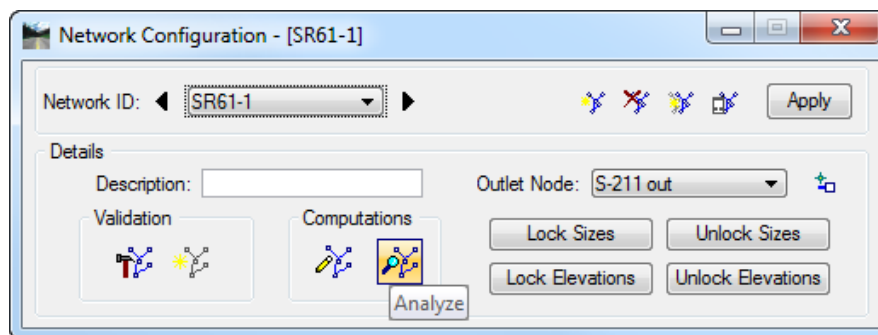 Network Configuration - [SR61-1]
Network ID: SR61-1 Apply
Details
Description: Outlet Node: S-211 out
Validation Computations
Lock Sizes Unlock Sizes
Lock Elevations Unlock Elevations
Analyze